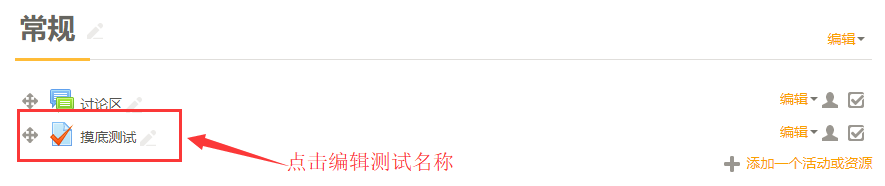 常规
编辑
讨论区
编辑
摸底测试
编辑
点击编辑测试名称
添加一个活动或资源